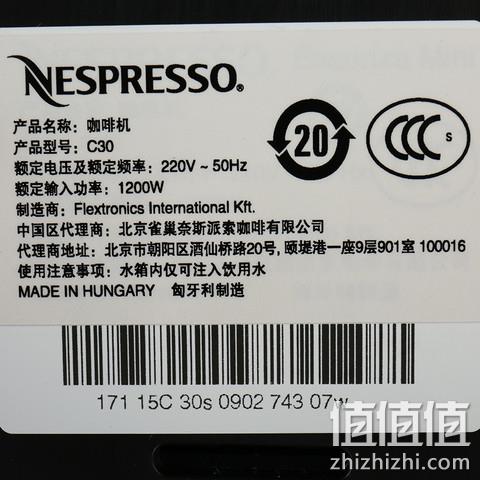 NESPRESSO®
产品名称：咖啡机
产品型号：C30
额定电压及额定频率：220V ~ 50Hz
额定输入功率：1200W
制造商：Flextronics International Kft.
中国区代理商：北京雀巢奈斯派索咖啡有限公司
代理商地址：北京市朝阳区酒仙桥路20号, 颐堤港一座9层901室 100016
使用注意事项：水箱内仅可注入饮用水
MADE IN HUNGARY 匈牙利制造
20
CCC S
171 15C 30s 0902 743 07w
值值值
zhizhizhi.com